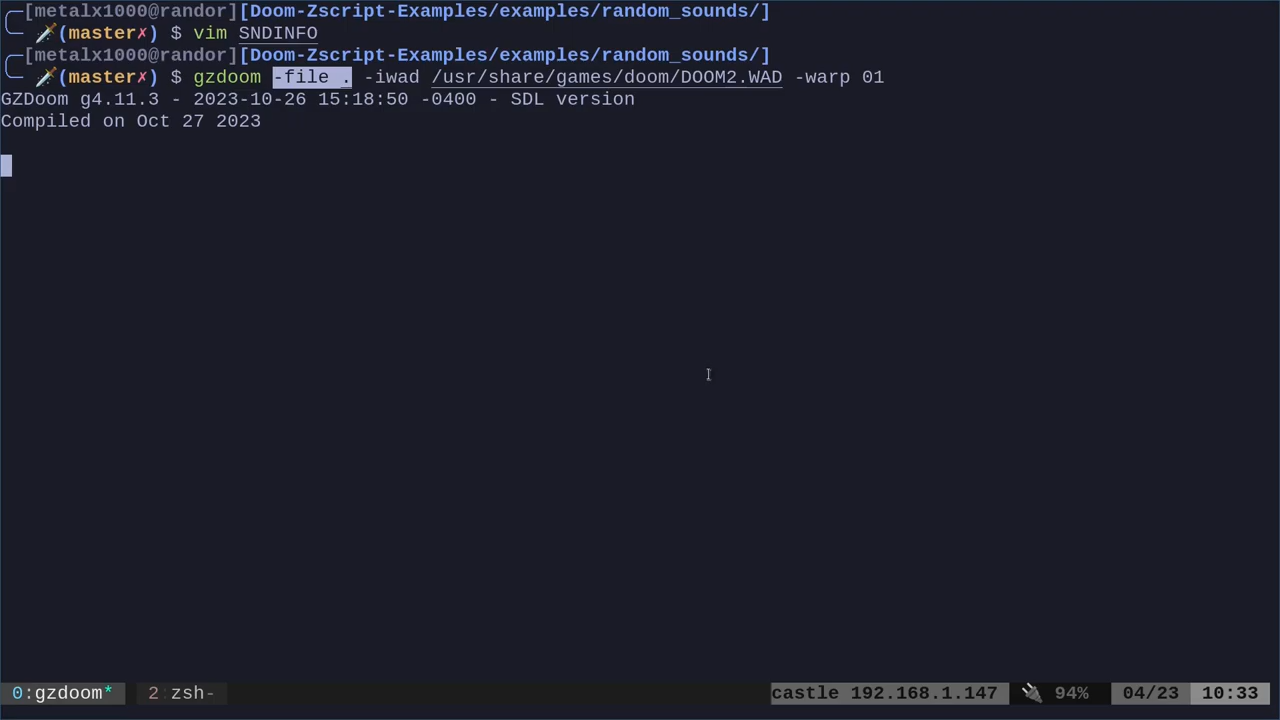 [metalx1000@randor][Doom-Zscript-Examples/examples/random_sounds/]
(master✗) $ vim SNDINFO
[metalx1000@randor][Doom-Zscript-Examples/examples/random_sounds/]
(master✗) $ gzdoom -file . -iwad /usr/share/games/doom/DOOM2.WAD -warp 01
GZDoom g4.11.3 - 2023-10-26 15:18:50 -0400 - SDL version
Compiled on Oct 27 2023
0:gzdoom* 2 zsh- castle 192.168.1.147 94% 04/23 10:33